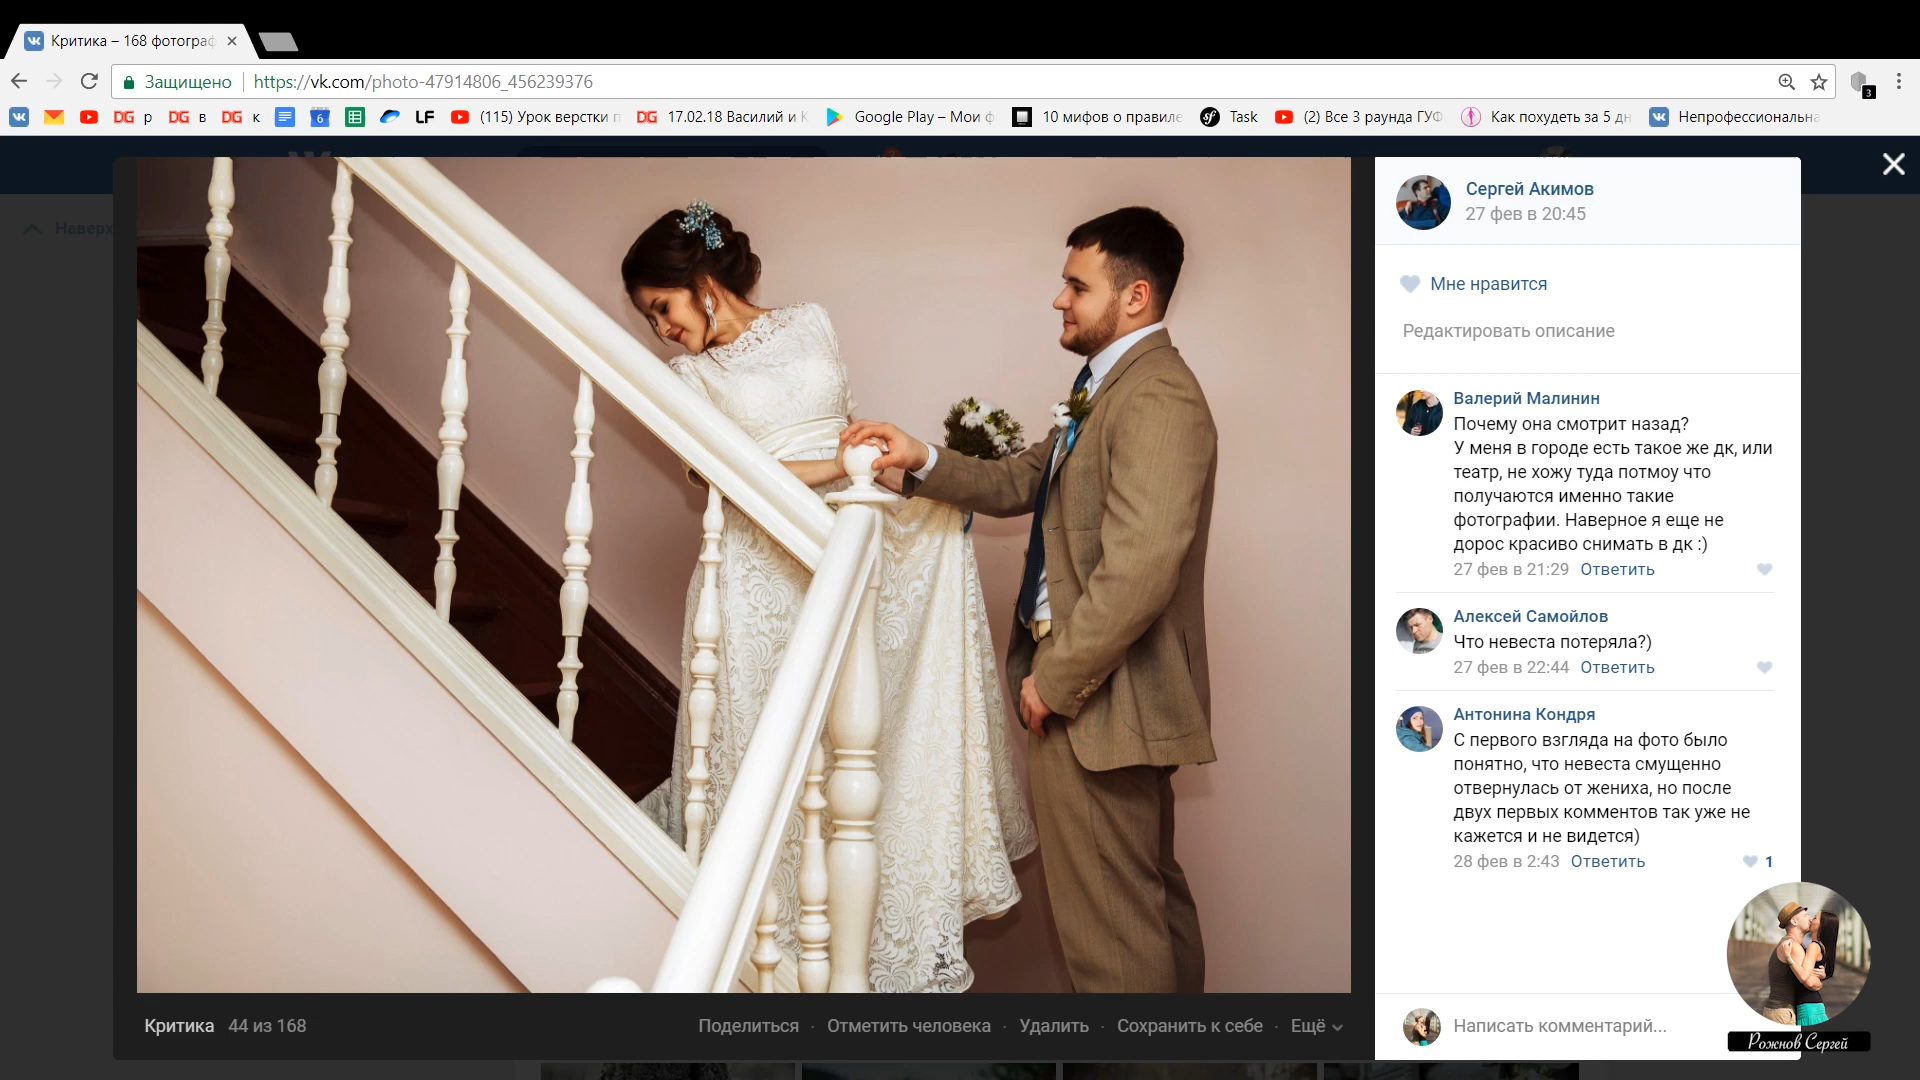 Критика – 168 фотограф
Защищено https://vk.com/photo-47914806_456239376
3
DG р DG в DG к 6 LF (115) Урок верстки п DG 17.02.18 Василий и К Google Play – Мои ф 10 мифов о правиле Task (2) Все 3 раунда ГУФ Как похудеть за 5 дн Непрофессиональна
Наверх
Сергей Акимов
27 фев в 20:45
Мне нравится
Редактировать описание
Валерий Малинин
Почему она смотрит назад?
У меня в городе есть такое же дк, или
театр, не хожу туда потмоу что
получаются именно такие
фотографии. Наверное я еще не
дорос красиво снимать в дк :)
27 фев в 21:29 Ответить
Алексей Самойлов
Что невеста потеряла?)
27 фев в 22:44 Ответить
Антонина Кондря
С первого взгляда на фото было
понятно, что невеста смущенно
отвернулась от жениха, но после
двух первых комментов так уже не
кажется и не видется)
28 фев в 2:43 Ответить 1
Критика 44 из 168 Поделиться · Отметить человека · Удалить · Сохранить к себе · Ещё
Написать комментарий...
Рожнов Сергей